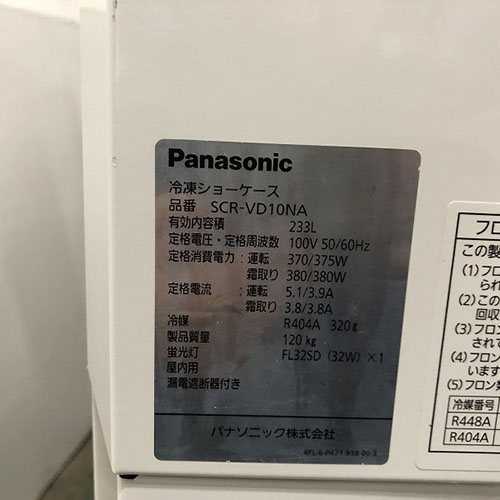 Panasonic
冷凍ショーケース
品番 SCR-VD10NA
有効内容積 233L
定格電圧・定格周波数 100V 50/60Hz
定格消費電力:運転 370/375W
霜取り 380/380W
定格電流 :運転 5.1/3.9A
霜取り 3.8/3.8A
冷媒 R404A 320g
製品質量 120kg
蛍光灯 FL32SD (32W) ×1
屋内用
漏電遮断器付き
パナソニック株式会社
フロ
この製
(1)フロ
られ
(2)この
回収
(3)フロン
されて
(4)フロン
います
(5)フロン類
冷媒番号
R448A
R404A